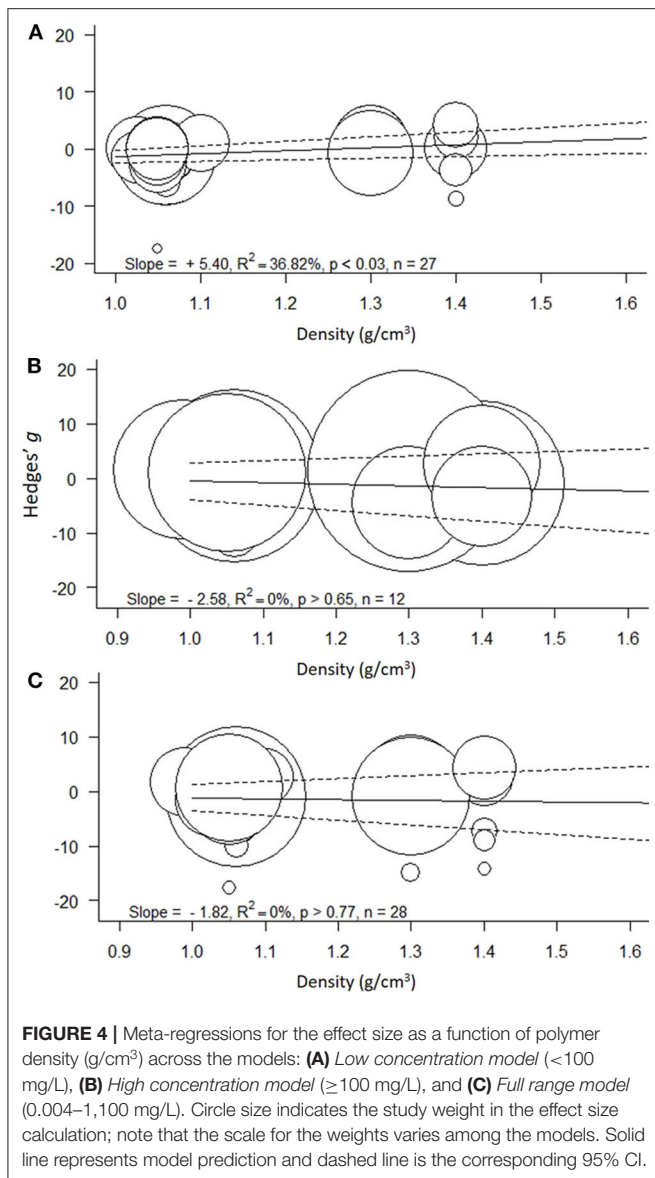 A
20
10
0
-10
-20
Slope = + 5.40, R² = 36.82%, p < 0.03, n = 27
1.0 1.1 1.2 1.3 1.4 1.5 1.6
Density (g/cm³)
B
Hedges' g
20
10
0
-10
-20
Slope = - 2.58, R² = 0%, p > 0.65, n = 12
0.9 1.0 1.1 1.2 1.3 1.4 1.5 1.6
Density (g/cm³)
C
20
10
0
-10
-20
Slope = - 1.82, R² = 0%, p > 0.77, n = 28
0.9 1.0 1.1 1.2 1.3 1.4 1.5 1.6
Density (g/cm³)
FIGURE 4 | Meta-regressions for the effect size as a function of polymer
density (g/cm³) across the models: (A) Low concentration model (<100
mg/L), (B) High concentration model (≥100 mg/L), and (C) Full range model
(0.004–1,100 mg/L). Circle size indicates the study weight in the effect size
calculation; note that the scale for the weights varies among the models. Solid
line represents model prediction and dashed line is the corresponding 95% CI.